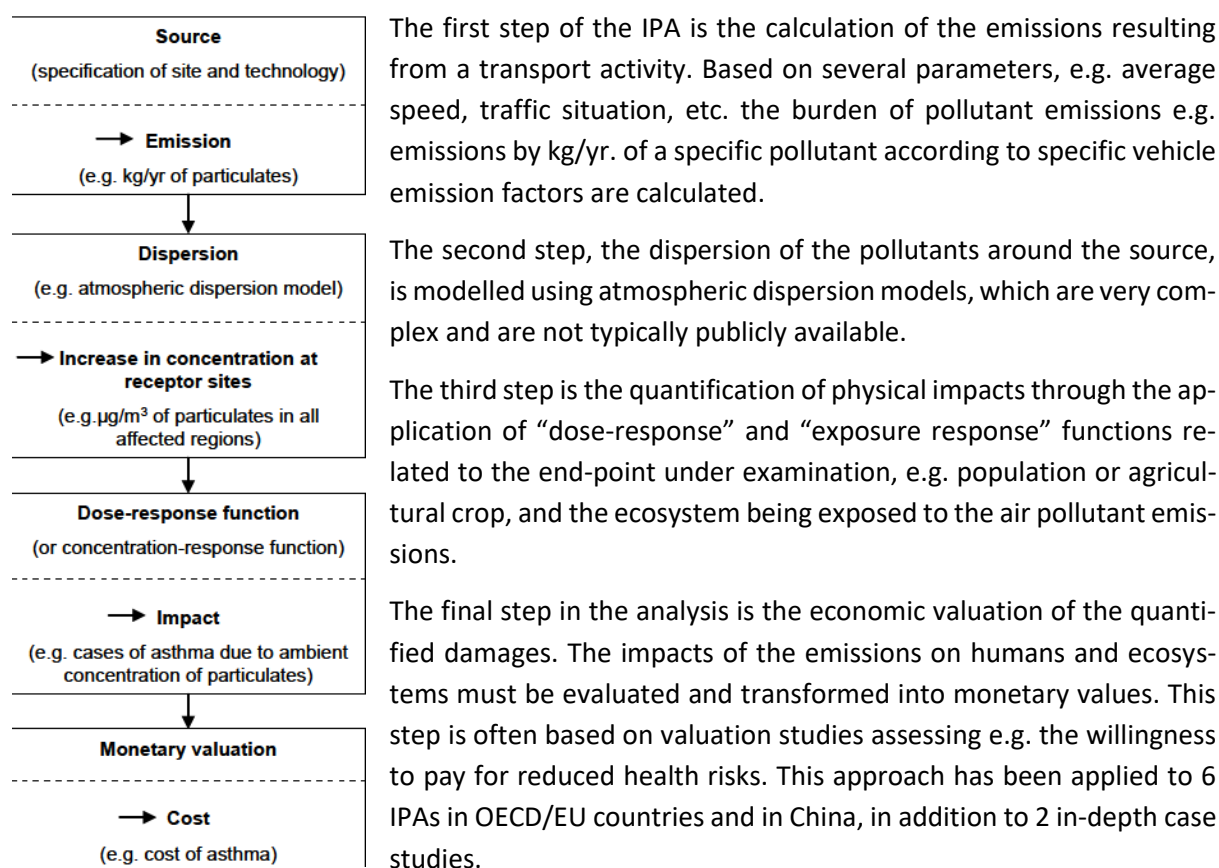 Source
(specification of site and technology)
Emission
(e.g. kg/yr of particulates)
Dispersion
(e.g. atmospheric dispersion model)
Increase in concentration at
receptor sites
(e.g.µg/m³ of particulates in all
affected regions)
Dose-response function
(or concentration-response function)
Impact
(e.g. cases of asthma due to ambient
concentration of particulates)
Monetary valuation
Cost
(e.g. cost of asthma)
The first step of the IPA is the calculation of the emissions resulting
from a transport activity. Based on several parameters, e.g. average
speed, traffic situation, etc. the burden of pollutant emissions e.g.
emissions by kg/yr. of a specific pollutant according to specific vehicle
emission factors are calculated.
The second step, the dispersion of the pollutants around the source,
is modelled using atmospheric dispersion models, which are very com-
plex and are not typically publicly available.
The third step is the quantification of physical impacts through the ap-
plication of “dose-response” and “exposure response” functions re-
lated to the end-point under examination, e.g. population or agricul-
tural crop, and the ecosystem being exposed to the air pollutant emis-
sions.
The final step in the analysis is the economic valuation of the quanti-
fied damages. The impacts of the emissions on humans and ecosys-
tems must be evaluated and transformed into monetary values. This
step is often based on valuation studies assessing e.g. the willingness
to pay for reduced health risks. This approach has been applied to 6
IPAs in OECD/EU countries and in China, in addition to 2 in-depth case
studies.